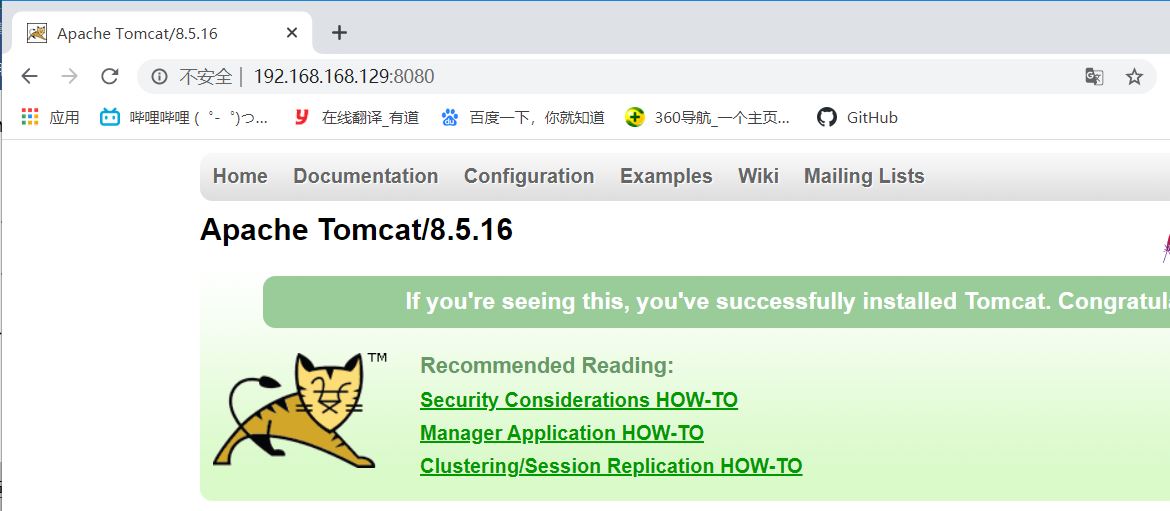 Apache Tomcat/8.5.16
不安全 | 192.168.168.129:8080
应用 哔哩哔哩 ( ゜- ゜)つ... 在线翻译_有道 百度一下，你就知道 360导航_一个主页... GitHub
Home Documentation Configuration Examples Wiki Mailing Lists
Apache Tomcat/8.5.16
If you're seeing this, you've successfully installed Tomcat. Congratul
TM
Recommended Reading:
Security Considerations HOW-TO
Manager Application HOW-TO
Clustering/Session Replication HOW-TO